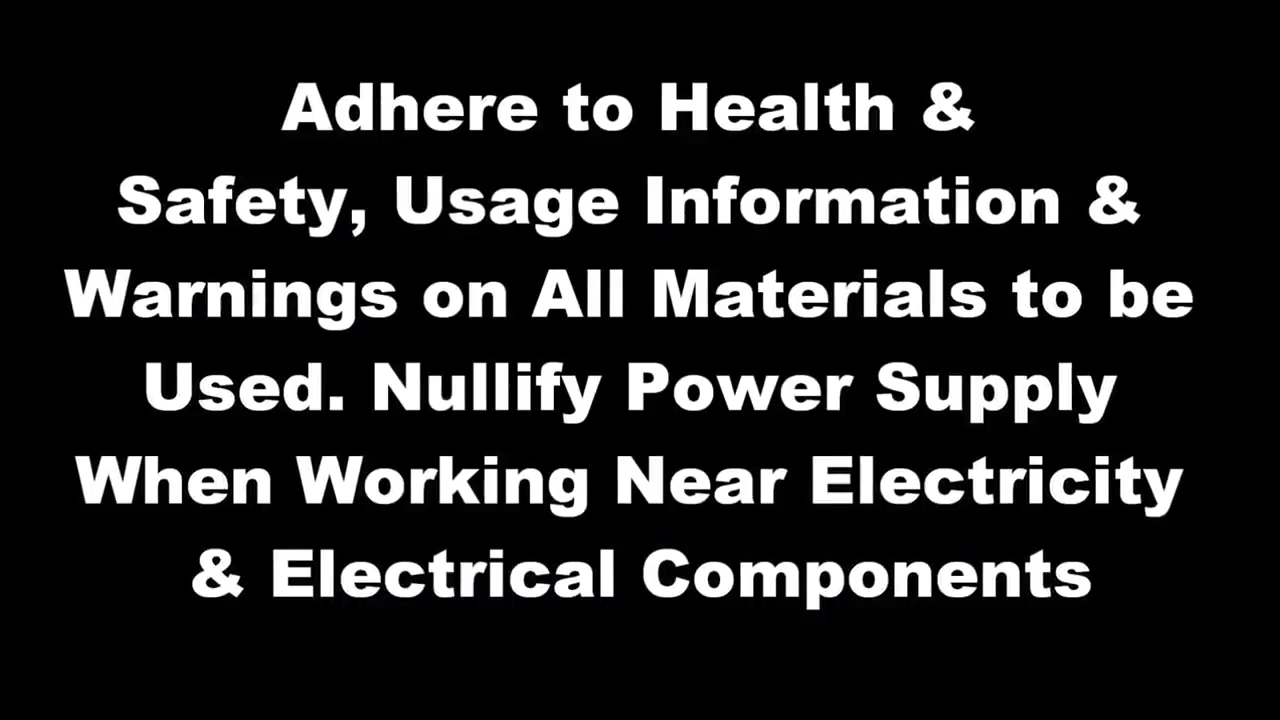 Adhere to Health &
Safety, Usage Information &
Warnings on All Materials to be
Used. Nullify Power Supply
When Working Near Electricity
& Electrical Components